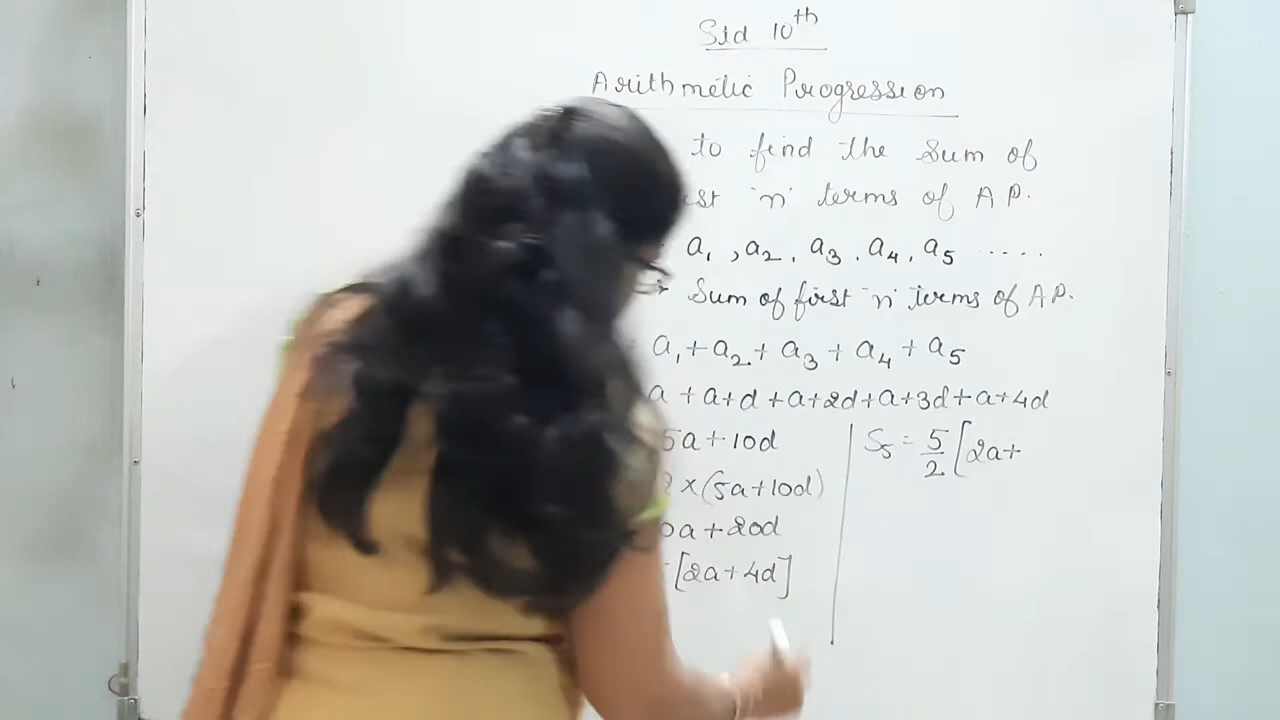 Std 10th
Arithmetic Progression
to find the Sum of
'n' terms of A P.
a₁, a₂, a₃, a₄, a₅ .....
Sum of first 'n' terms of AP.
a₁ + a₂ + a₃ + a₄ + a₅
a + a+d + a+2d + a+3d + a+4d
5a + 10d
× (5a+10d)
a + 20d
[2a + 4d]
S₅ = 5/2 [2a +